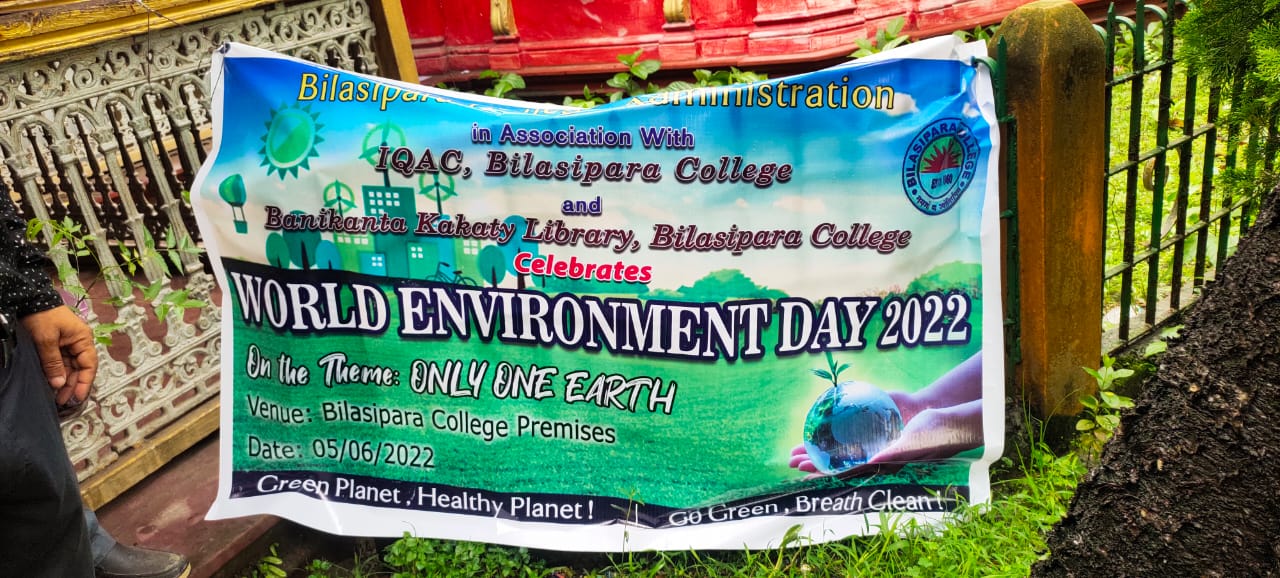 Bilasipara Administration
in Association With
IQAC, Bilasipara College
and
Banikanta Kakaty Library, Bilasipara College
Celebrates
WORLD ENVIRONMENT DAY 2022
On the Theme: ONLY ONE EARTH
Venue: Bilasipara College Premises
Date: 05/06/2022
Green Planet , Healthy Planet !
Go Green , Breath Clean !
BILASIPARA COLLEGE